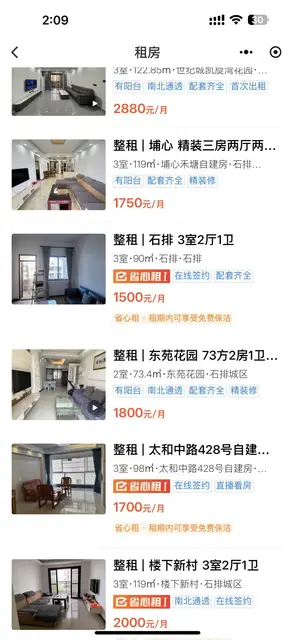 2:09
30
租房
3室·122.85㎡·世纪城凯旋湾花园·...
有阳台 南北通透 配套齐全 首次出租
2880元/月
整租 | 埔心 精装三房两厅两...
3室·119㎡·埔心禾塘自建房·石排...
有阳台 配套齐全 精装修
1750元/月
整租 | 石排 3室2厅1卫
3室·90㎡·石排·石排
省心租 在线签约 配套齐全
1500元/月
省心租 · 租期内可享受免费保洁
整租 | 东苑花园 73方2房1卫...
2室·73.4㎡·东苑花园·石排城区
有阳台 南北通透 配套齐全 精装修
1800元/月
整租 | 太和中路428号自建...
3室·98㎡·太和中路428号自建房·...
省心租 在线签约 直播看房
1700元/月
省心租 · 租期内可享受免费保洁
整租 | 楼下新村 3室2厅1卫
3室·119㎡·楼下新村·石排城区
省心租 南北通透 在线签约
2000元/月